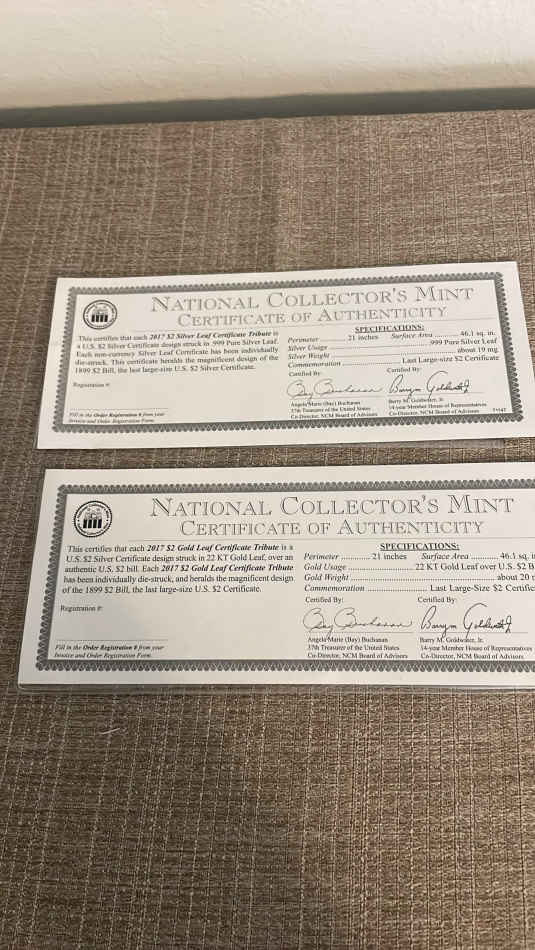 NATIONAL COLLECTOR'S MINT
CERTIFICATE OF AUTHENTICITY
This certifies that each 2017 $2 Silver Leaf Certificate Tribute is
a U.S. $2 Silver Certificate design struck in .999 Pure Silver Leaf.
Each non-currency Silver Leaf Certificate has been individually
die-struck. This certificate heralds the magnificent design of the
1899 $2 Bill, the last large-size U.S. $2 Silver Certificate.
Registration #:
Fill in the Order Registration # from your
Invoice and Order Registration Form.
SPECIFICATIONS:
Perimeter ............ 21 inches Surface Area ......... 46.1 sq. in.
Silver Usage ............ .999 Pure Silver Leaf
Silver Weight ............ about 19 mg
Commemoration ............ Last Large-size $2 Certificate
Certified By: Certified By:
Bay Buchanan Barry M Goldwater Jr
Angela Marie (Bay) Buchanan Barry M. Goldwater, Jr.
37th Treasurer of the United States 14-year Member House of Representatives
Co-Director, NCM Board of Advisors Co-Director, NCM Board of Advisors
NATIONAL COLLECTOR'S MINT
CERTIFICATE OF AUTHENTICITY
This certifies that each 2017 $2 Gold Leaf Certificate Tribute is a
U.S. $2 Silver Certificate design struck in 22 KT Gold Leaf, over an
authentic U.S. $2 bill. Each 2017 $2 Gold Leaf Certificate Tribute
has been individually die-struck, and heralds the magnificent design
of the 1899 $2 Bill, the last large-size U.S. $2 Certificate.
Registration #:
Fill in the Order Registration # from your
Invoice and Order Registration Form.
SPECIFICATIONS:
Perimeter ............ 21 inches Surface Area ......... 46.1 sq. i
Gold Usage ............ 22 KT Gold Leaf over U.S. $2 B
Gold Weight ............ about 20
Commemoration ............ Last Large-Size $2 Certific
Certified By: Certified By:
Bay Buchanan Barry M Goldwater Jr
Angela Marie (Bay) Buchanan Barry M. Goldwater, Jr.
37th Treasurer of the United States 14-year Member House of Representatives
Co-Director, NCM Board of Advisors Co-Director, NCM Board of Advisors